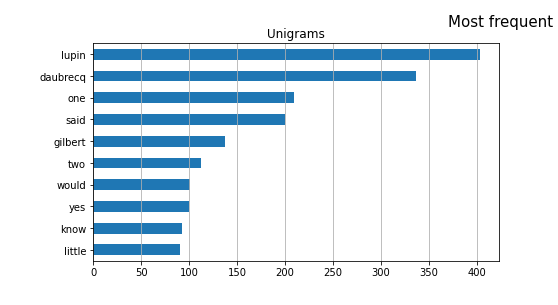 Most frequent
Unigrams
lupin
daubrecq
one
said
gilbert
two
would
yes
know
little
0 50 100 150 200 250 300 350 400